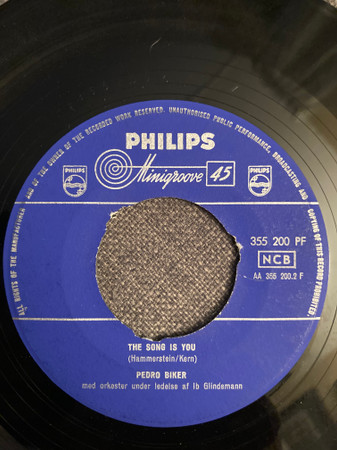 ALL RIGHTS OF THE MANUFACTURER AND OF THE OWNER OF THE RECORDED WORK RESERVED. UNAUTHORISED PUBLIC PERFORMANCE, BROADCASTING AND COPYING OF THIS RECORD PROHIBITED.
PHILIPS
Minigroove 45
PHILIPS
PHILIPS
355 200 PF
NCB
AA 355 200.2 F
THE SONG IS YOU
(Hammerstein/Kern)
PEDRO BIKER
med orkester under ledelse af Ib Glindemann